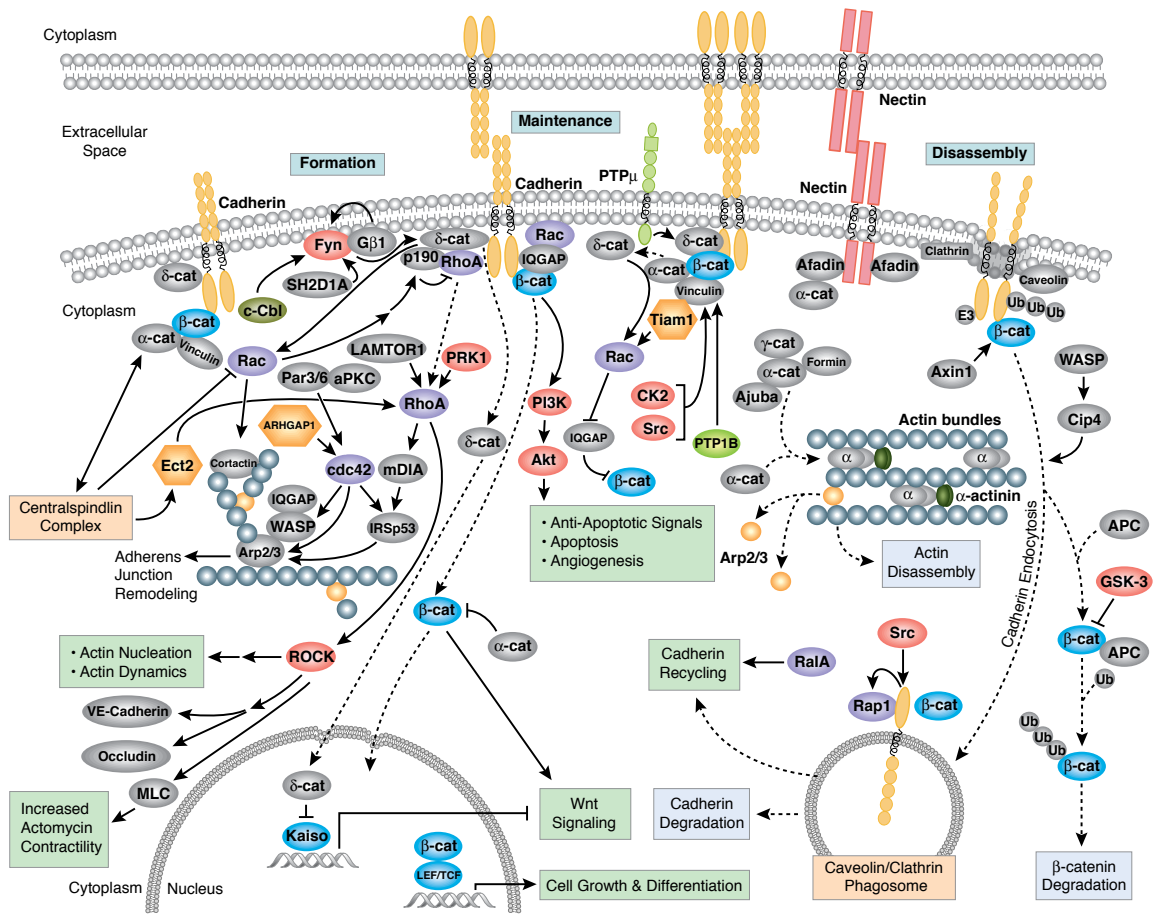 Cytoplasm
Nectin
Extracellular
Space
Maintenance
Formation
Disassembly
Cadherin
PTPμ
Nectin
Cadherin
Fyn
Gβ1
δ-cat
p190
RhoA
Rac
IQGAP
β-cat
δ-cat
δ-cat
α-cat
β-cat
Vinculin
Afadin
Afadin
α-cat
Clathrin
Caveolin
E3
Ub
Ub
Ub
β-cat
δ-cat
SH2D1A
c-Cbl
Cytoplasm
β-cat
α-cat
Vinculin
Rac
LAMTOR1
PRK1
Par3/6
aPKC
RhoA
PI3K
Akt
Tiam1
Rac
IQGAP
β-cat
CK2
Src
PTP1B
γ-cat
α-cat
Formin
Ajuba
Axin1
WASP
Cip4
ARHGAP1
Ect2
Cortactin
cdc42
mDIA
δ-cat
IQGAP
WASP
IRSp53
Arp2/3
Centralspindlin
Complex
Adherens
Junction
Remodeling
• Anti-Apoptotic Signals
• Apoptosis
• Angiogenesis
Actin bundles
α
α
α
α-actinin
α-cat
Arp2/3
Actin
Disassembly
Cadherin Endocytosis
APC
GSK-3
β-cat
APC
Ub
β-cat
α-cat
• Actin Nucleation
• Actin Dynamics
ROCK
VE-Cadherin
Occludin
MLC
Increased
Actomycin
Contractility
Cadherin
Recycling
RalA
Src
Rap1
β-cat
Ub
Ub
Ub
β-cat
δ-cat
Kaiso
β-cat
LEF/TCF
Wnt
Signaling
Cadherin
Degradation
Cell Growth & Differentiation
Caveolin/Clathrin
Phagosome
β-catenin
Degradation
Cytoplasm
Nucleus